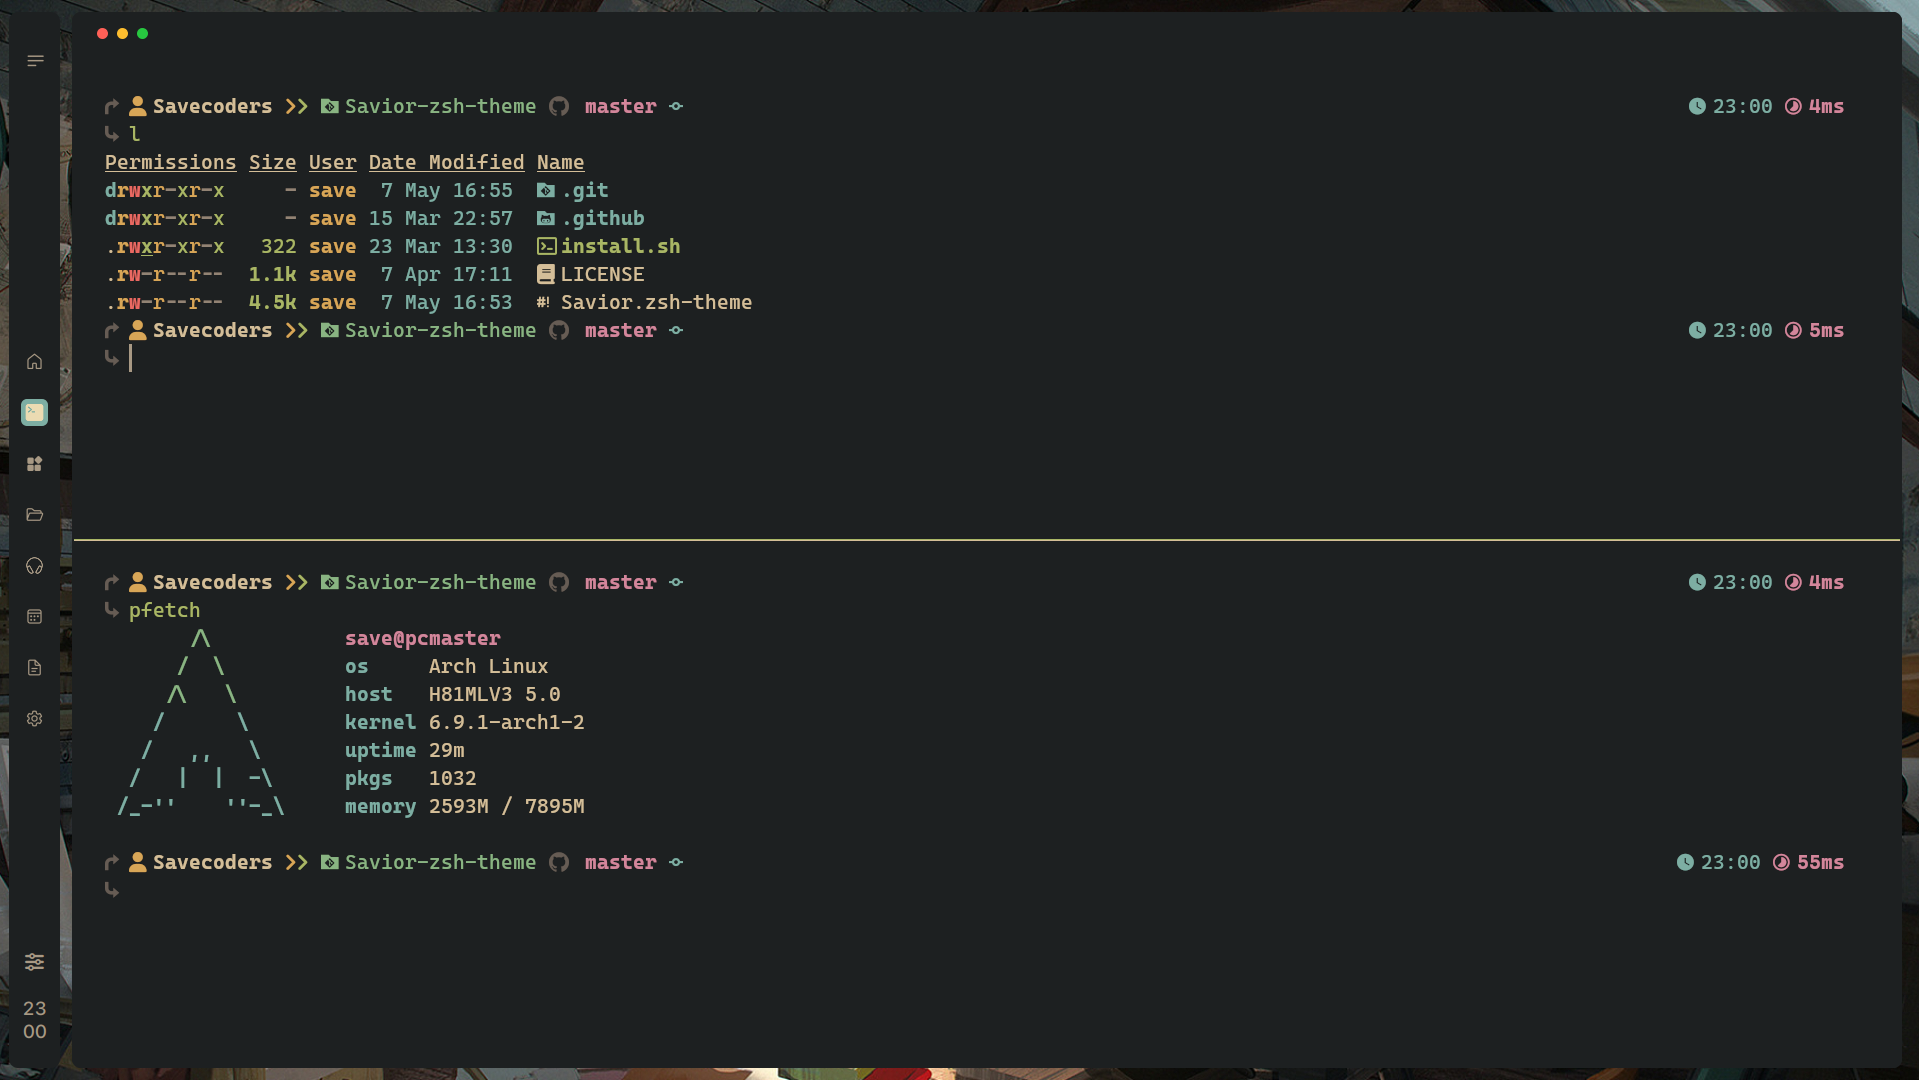 Savecoders >> Savior-zsh-theme master 23:00 4ms
l
Permissions Size User Date Modified Name
drwxr-xr-x - save 7 May 16:55 .git
drwxr-xr-x - save 15 Mar 22:57 .github
.rwxr-xr-x 322 save 23 Mar 13:30 install.sh
.rw-r--r-- 1.1k save 7 Apr 17:11 LICENSE
.rw-r--r-- 4.5k save 7 May 16:53 #! Savior.zsh-theme
Savecoders >> Savior-zsh-theme master 23:00 5ms
Savecoders >> Savior-zsh-theme master 23:00 4ms
pfetch
/\ save@pcmaster
/ \ os Arch Linux
/\ \ host H81MLV3 5.0
/ \ kernel 6.9.1-arch1-2
/ ,, \ uptime 29m
/ | | -\ pkgs 1032
/_-'' ''-_\ memory 2593M / 7895M
Savecoders >> Savior-zsh-theme master 23:00 55ms
23
00